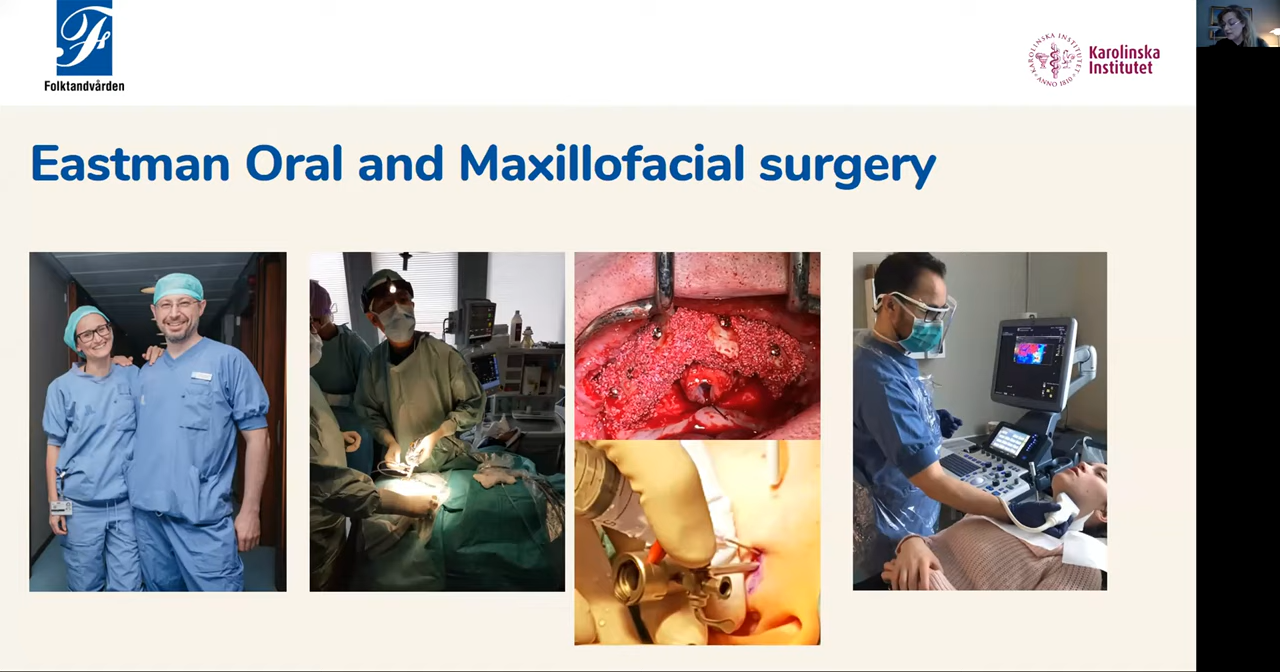 Folktandvården
KAROLINSKA INSTITUTET
ANNO 1810
Karolinska
Institutet
Eastman Oral and Maxillofacial surgery